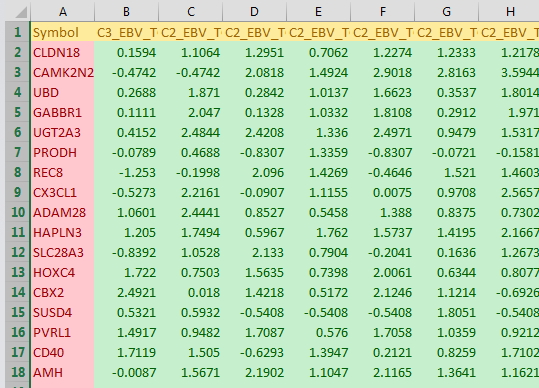 A B C D E F G H
1 Symbol C3_EBV_T C2_EBV_T C2_EBV_T C2_EBV_T C2_EBV_T C2_EBV_T C2_EBV_T
2 CLDN18 0.1594 1.1064 1.2951 0.7062 1.2274 1.2333 1.2178
3 CAMK2N2 -0.4742 -0.4742 2.0818 1.4924 2.9018 2.8163 3.5944
4 UBD 0.2688 1.871 0.2842 1.0137 1.6623 0.3537 1.8014
5 GABBR1 0.1111 2.047 0.1328 1.0332 1.8108 0.2912 1.971
6 UGT2A3 0.4152 2.4844 2.4208 1.336 2.4971 0.9479 1.5317
7 PRODH -0.0789 0.4688 -0.8307 1.3359 -0.8307 -0.0721 -0.1581
8 REC8 -1.253 -0.1998 2.096 1.4269 -0.4646 1.521 1.4603
9 CX3CL1 -0.5273 2.2161 -0.0907 1.1155 0.0075 0.9708 2.5657
10 ADAM28 1.0601 2.4441 0.8527 0.5458 1.388 0.8375 0.7302
11 HAPLN3 1.205 1.7494 0.5967 1.762 1.5737 1.4195 2.1667
12 SLC28A3 -0.8392 1.0528 2.133 0.7904 -0.2041 0.1636 1.2673
13 HOXC4 1.722 0.7503 1.5635 0.7398 2.0061 0.6344 0.8077
14 CBX2 2.4921 0.018 1.4218 0.5172 2.1246 1.1214 -0.6926
15 SUSD4 0.5321 0.5932 -0.5408 -0.5408 -0.5408 1.8051 -0.5408
16 PVRL1 1.4917 0.9482 1.7087 0.576 1.7058 1.0359 0.9212
17 CD40 1.7119 1.505 -0.6293 1.3947 0.2121 0.8259 1.7102
18 AMH -0.0087 1.5671 2.1902 1.1047 2.1165 1.3641 1.1621